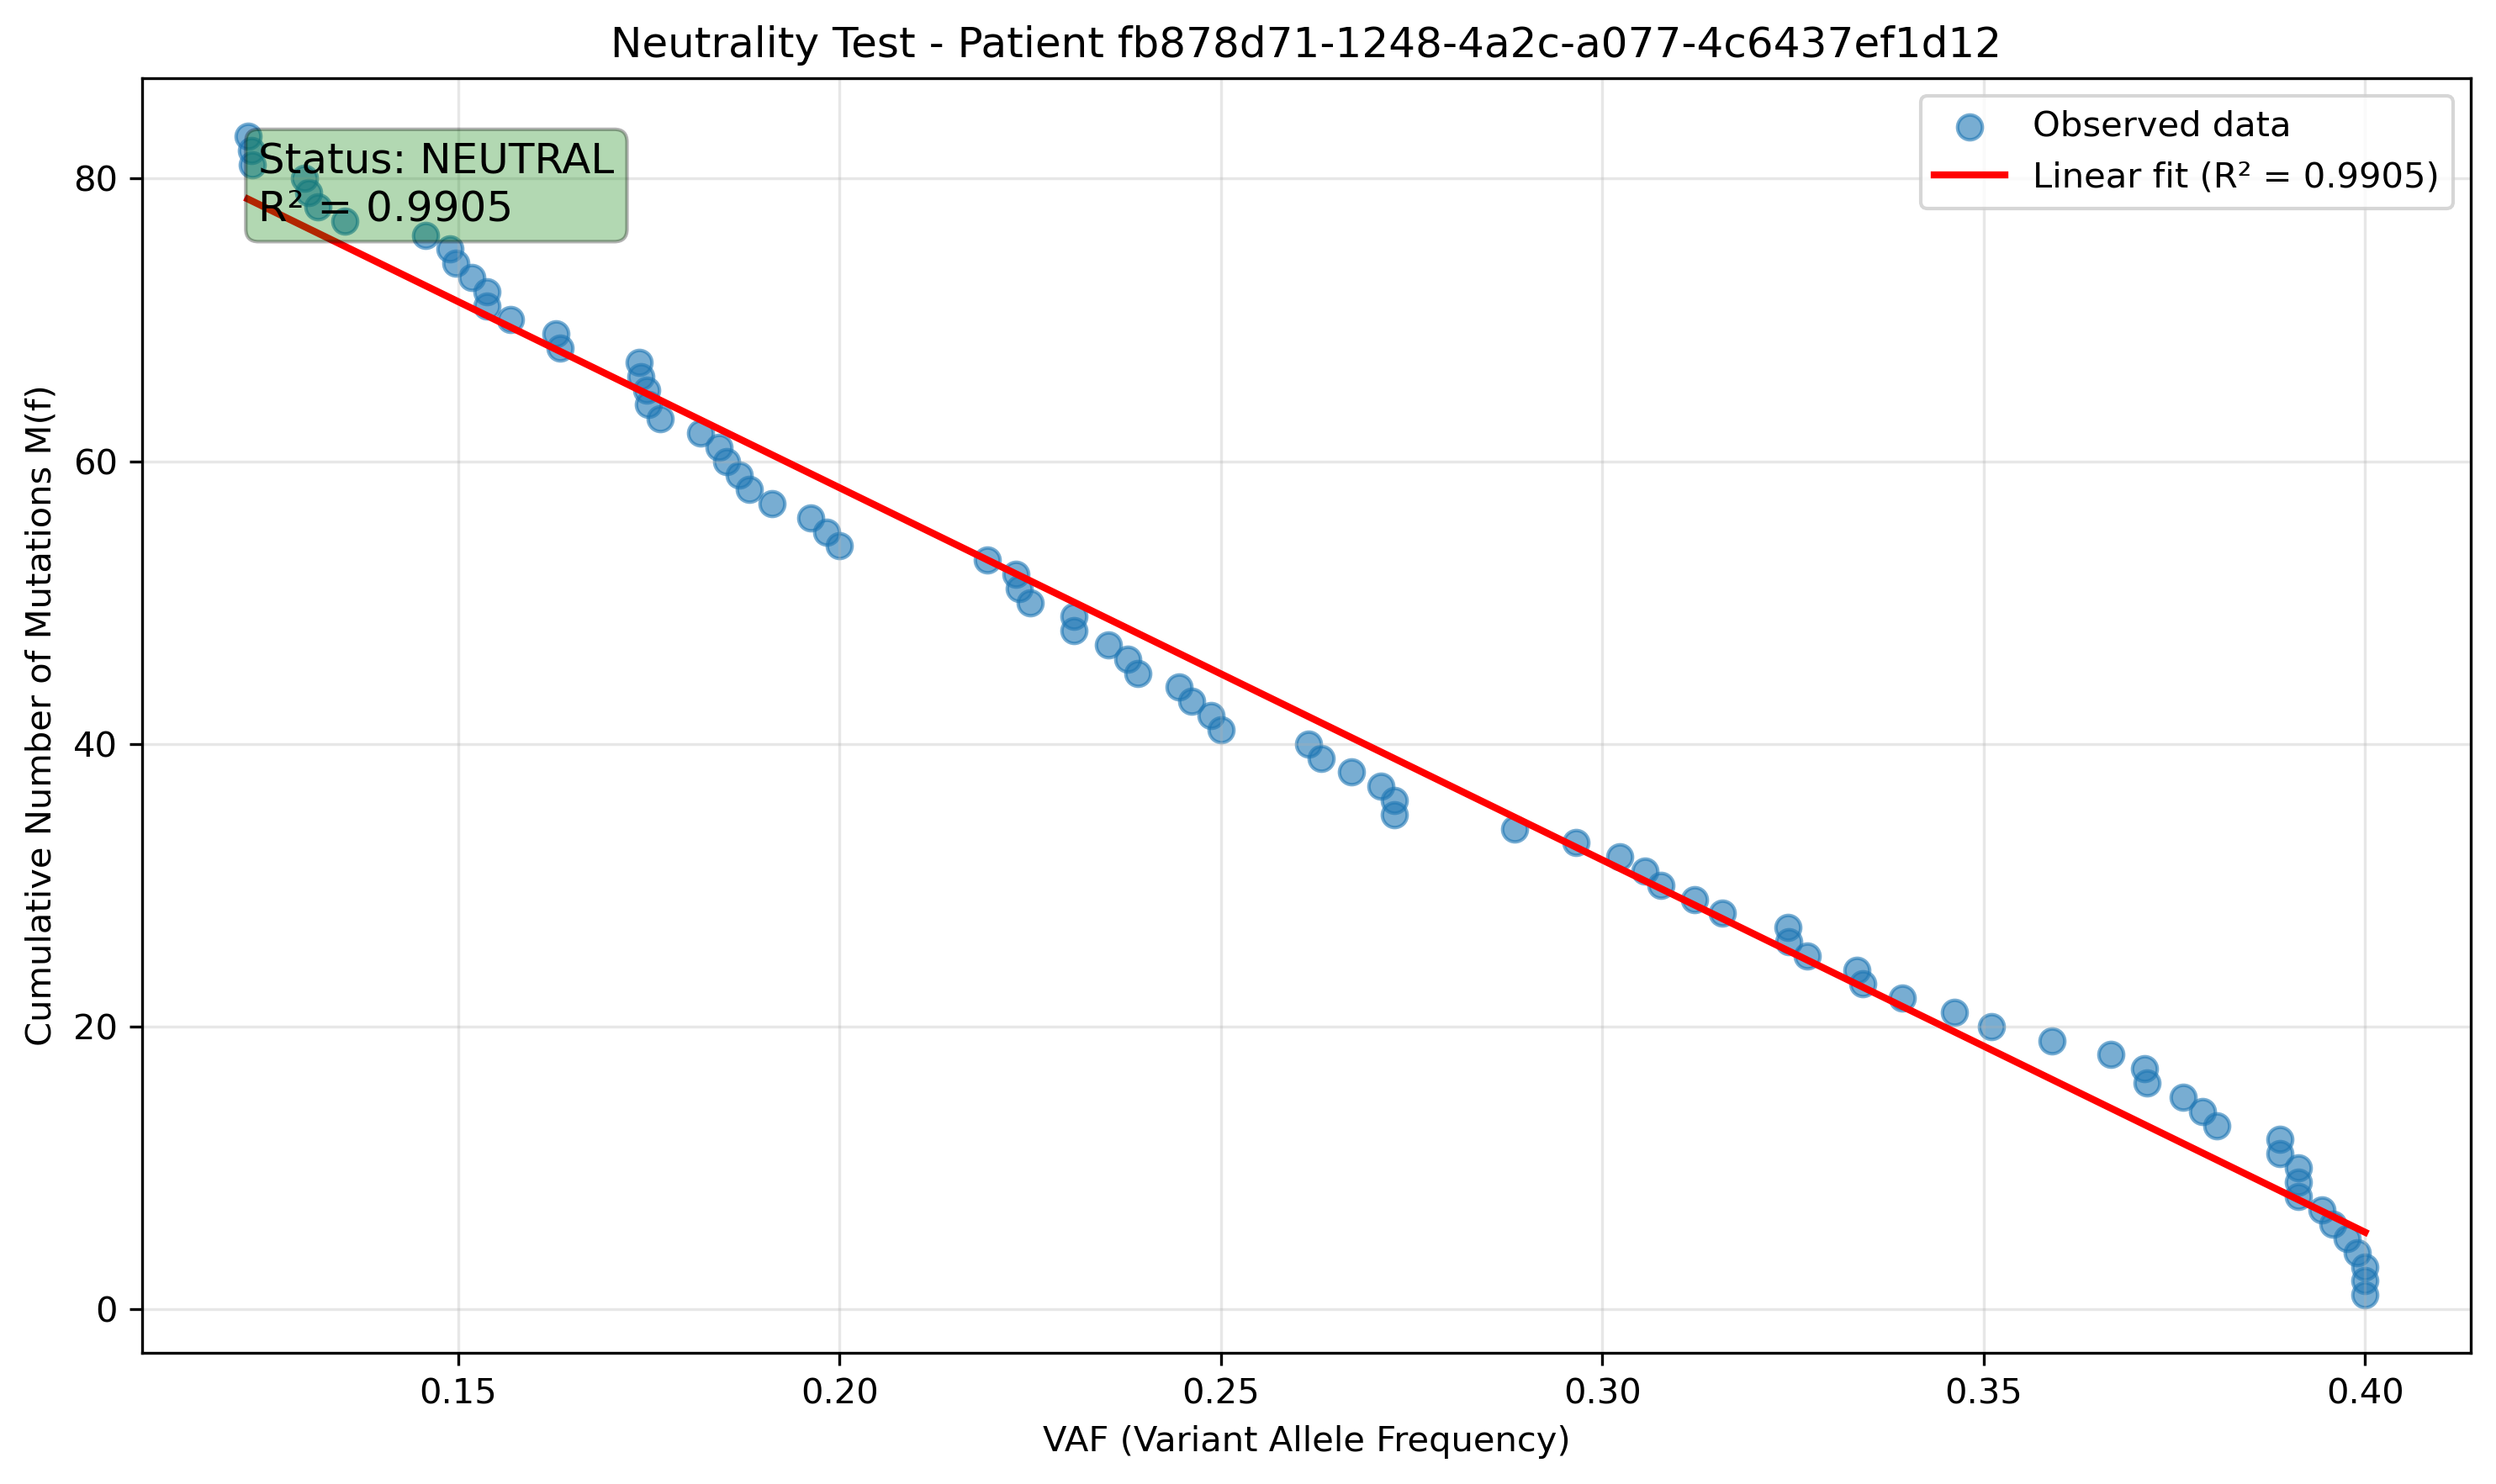 Neutrality Test - Patient fb878d71-1248-4a2c-a077-4c6437ef1d12
Observed data
Linear fit (R² = 0.9905)
Status: NEUTRAL
R² = 0.9905
Cumulative Number of Mutations M(f)
80
60
40
20
0
0.15
0.20
0.25
0.30
0.35
0.40
VAF (Variant Allele Frequency)